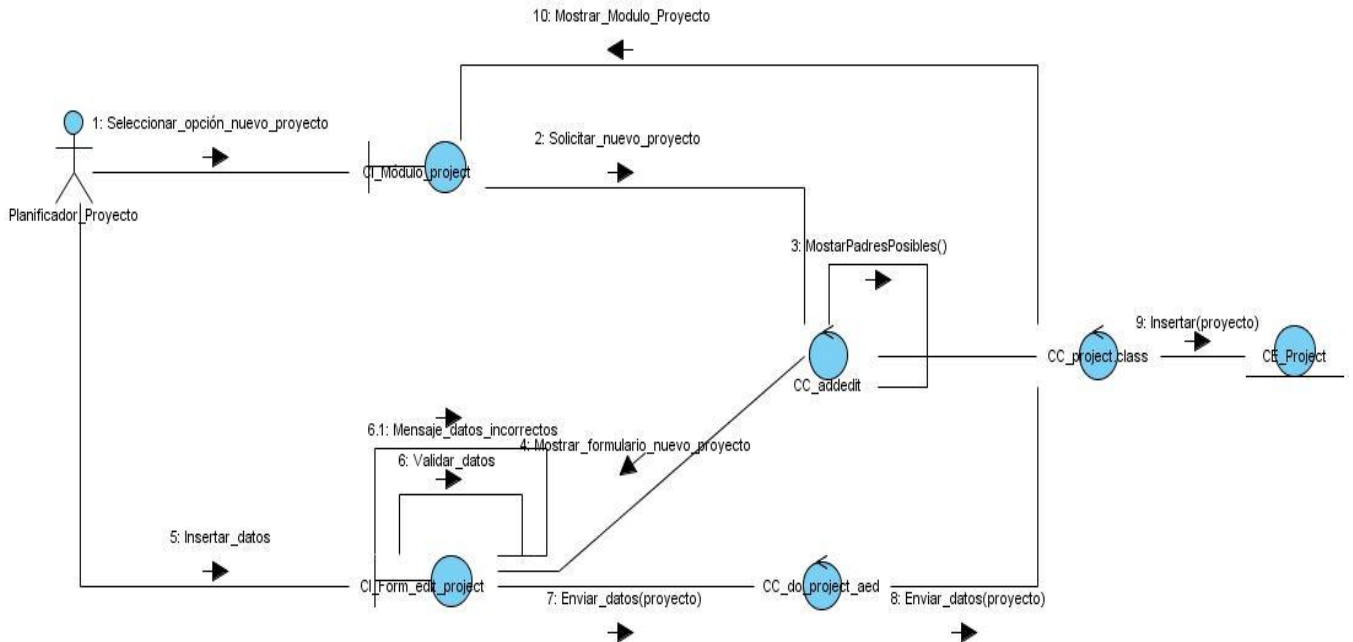 10: Mostrar_Modulo_Proyecto
1: Seleccionar_opción_nuevo_proyecto
2: Solicitar_nuevo_proyecto
CI_Módulo_project
Planificador_Proyecto
3: MostarPadresPosibles()
9: Insertar(proyecto)
CC_project.class
CE_Project
CC_addedit
6.1: Mensaje_datos_incorrectos
4: Mostrar_formulario_nuevo_proyecto
6: Validar_datos
5: Insertar_datos
CI_Form_edit_project
CC_do_project_aed
7: Enviar_datos(proyecto)
8: Enviar_datos(proyecto)